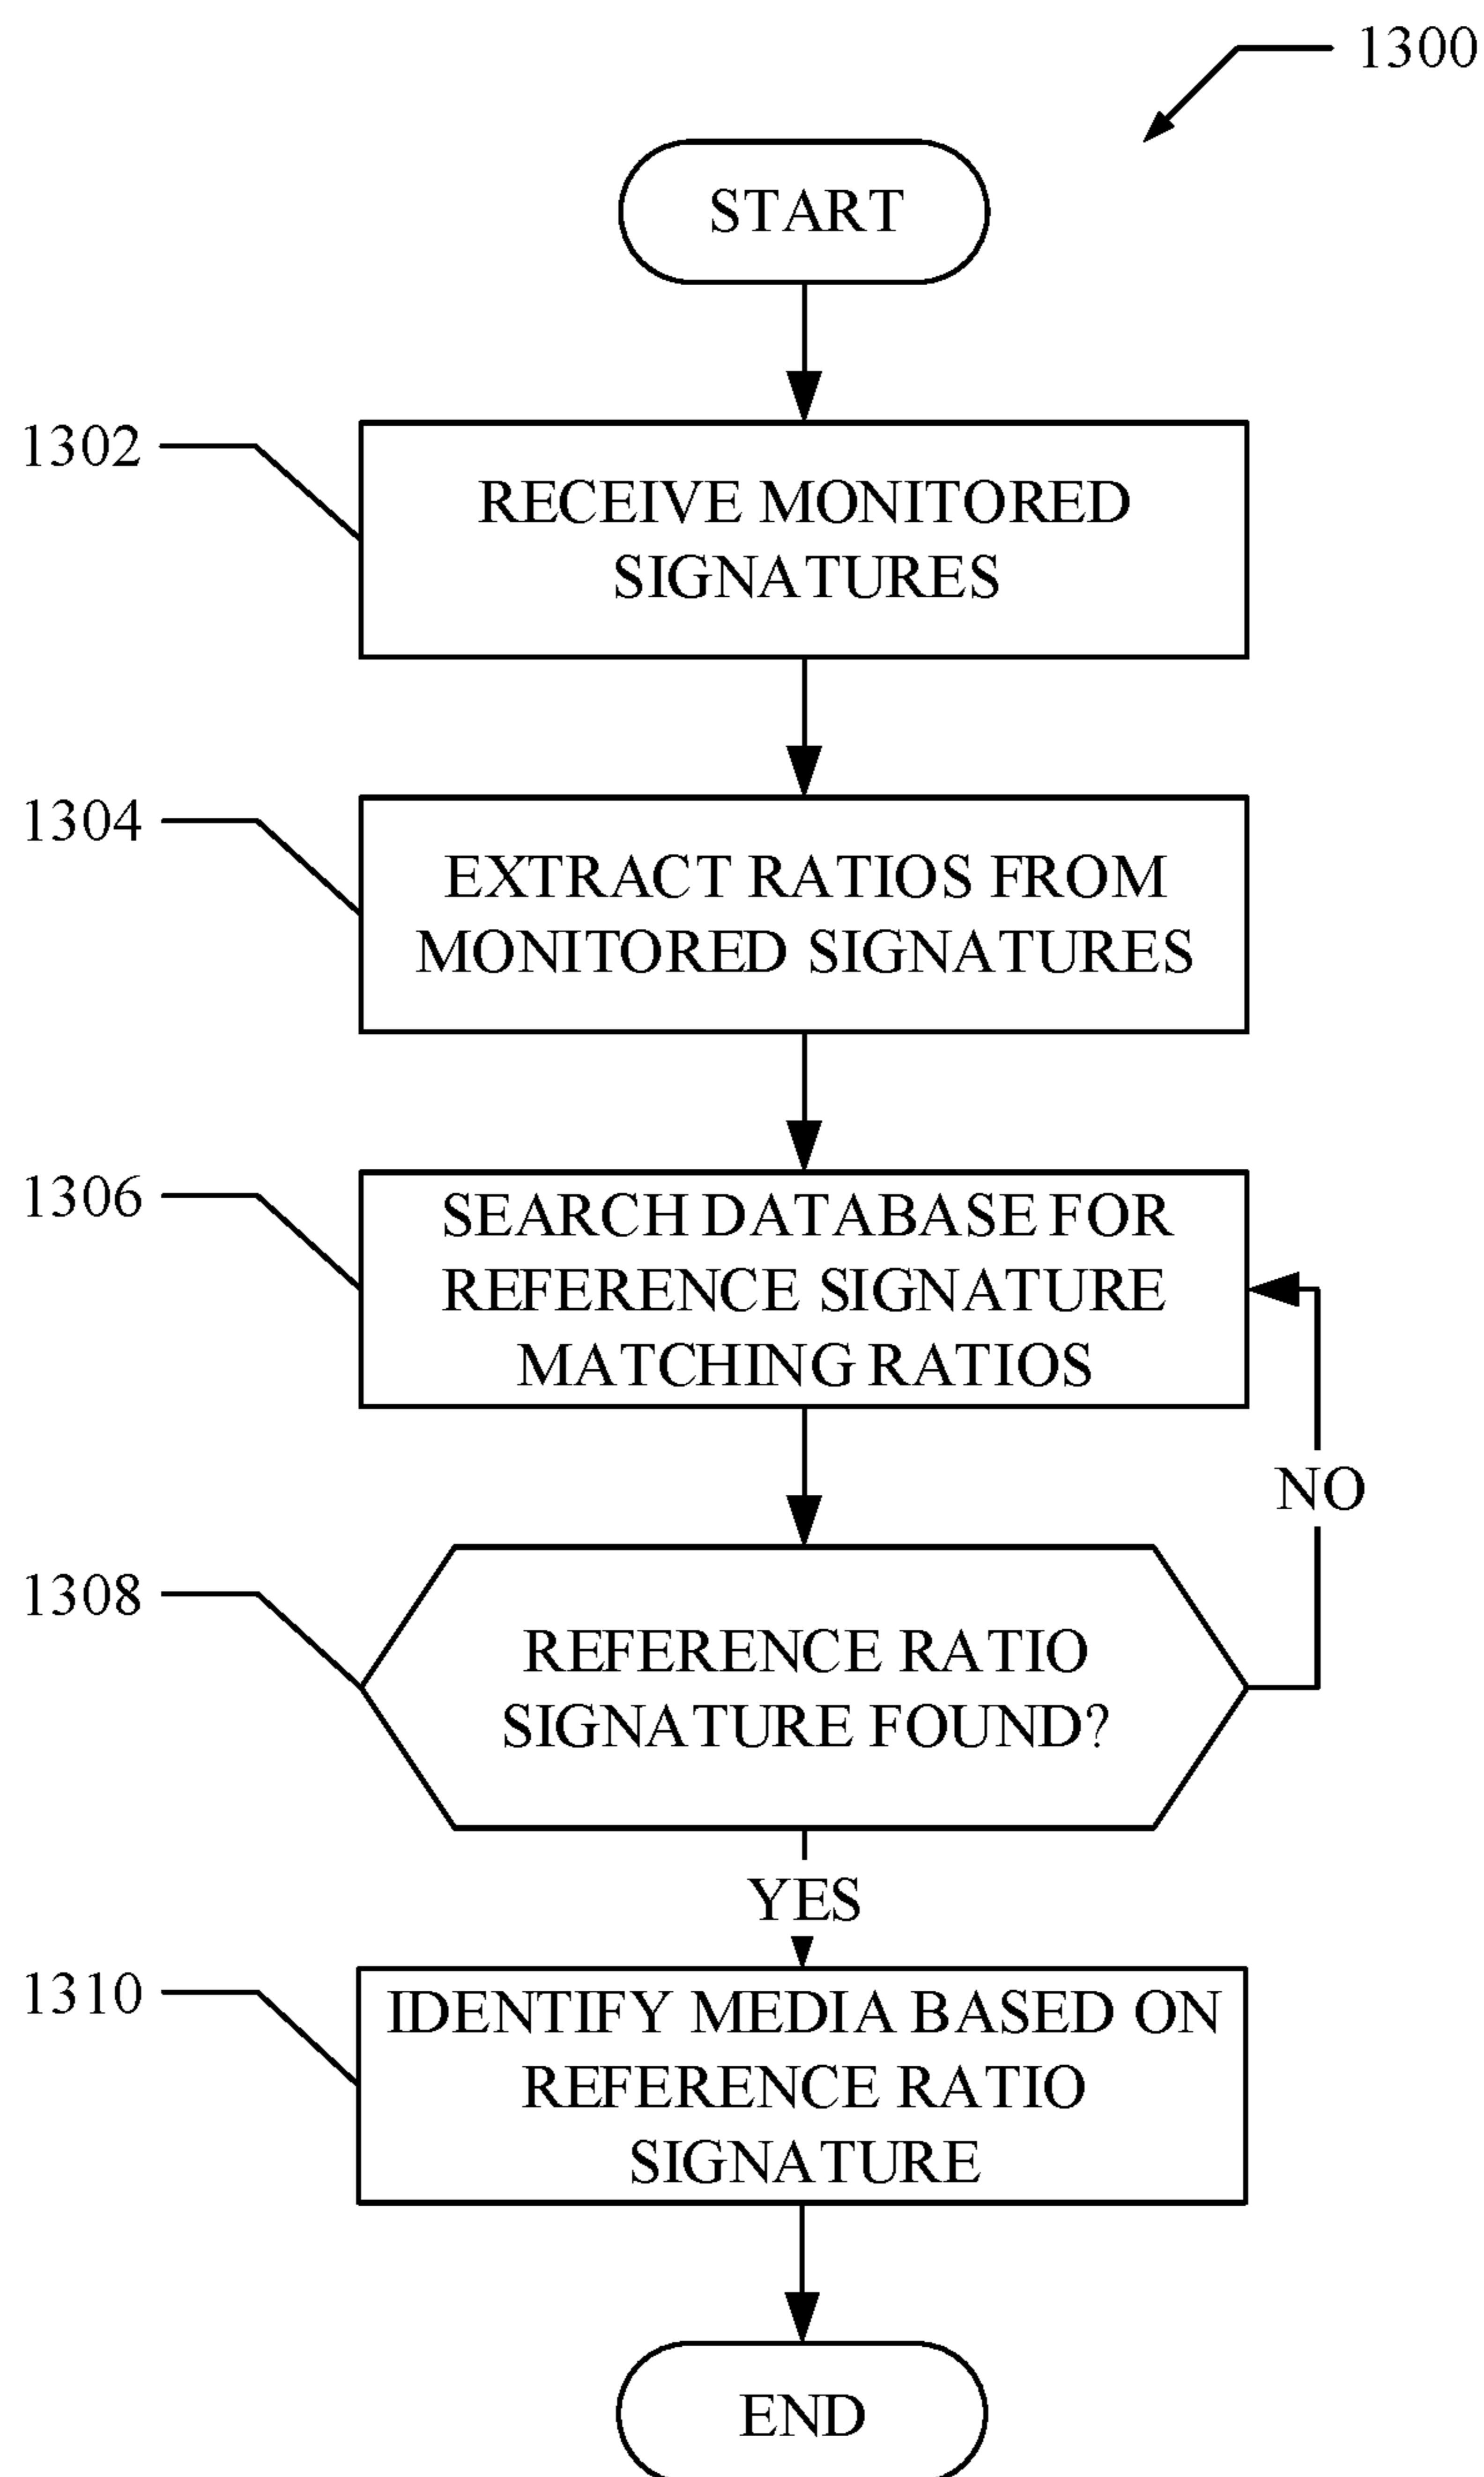 1300
START
1302
RECEIVE MONITORED
SIGNATURES
1304
EXTRACT RATIOS FROM
MONITORED SIGNATURES
1306
SEARCH DATABASE FOR
REFERENCE SIGNATURE
MATCHING RATIOS
NO
1308
REFERENCE RATIO
SIGNATURE FOUND?
YES
1310
IDENTIFY MEDIA BASED ON
REFERENCE RATIO
SIGNATURE
END